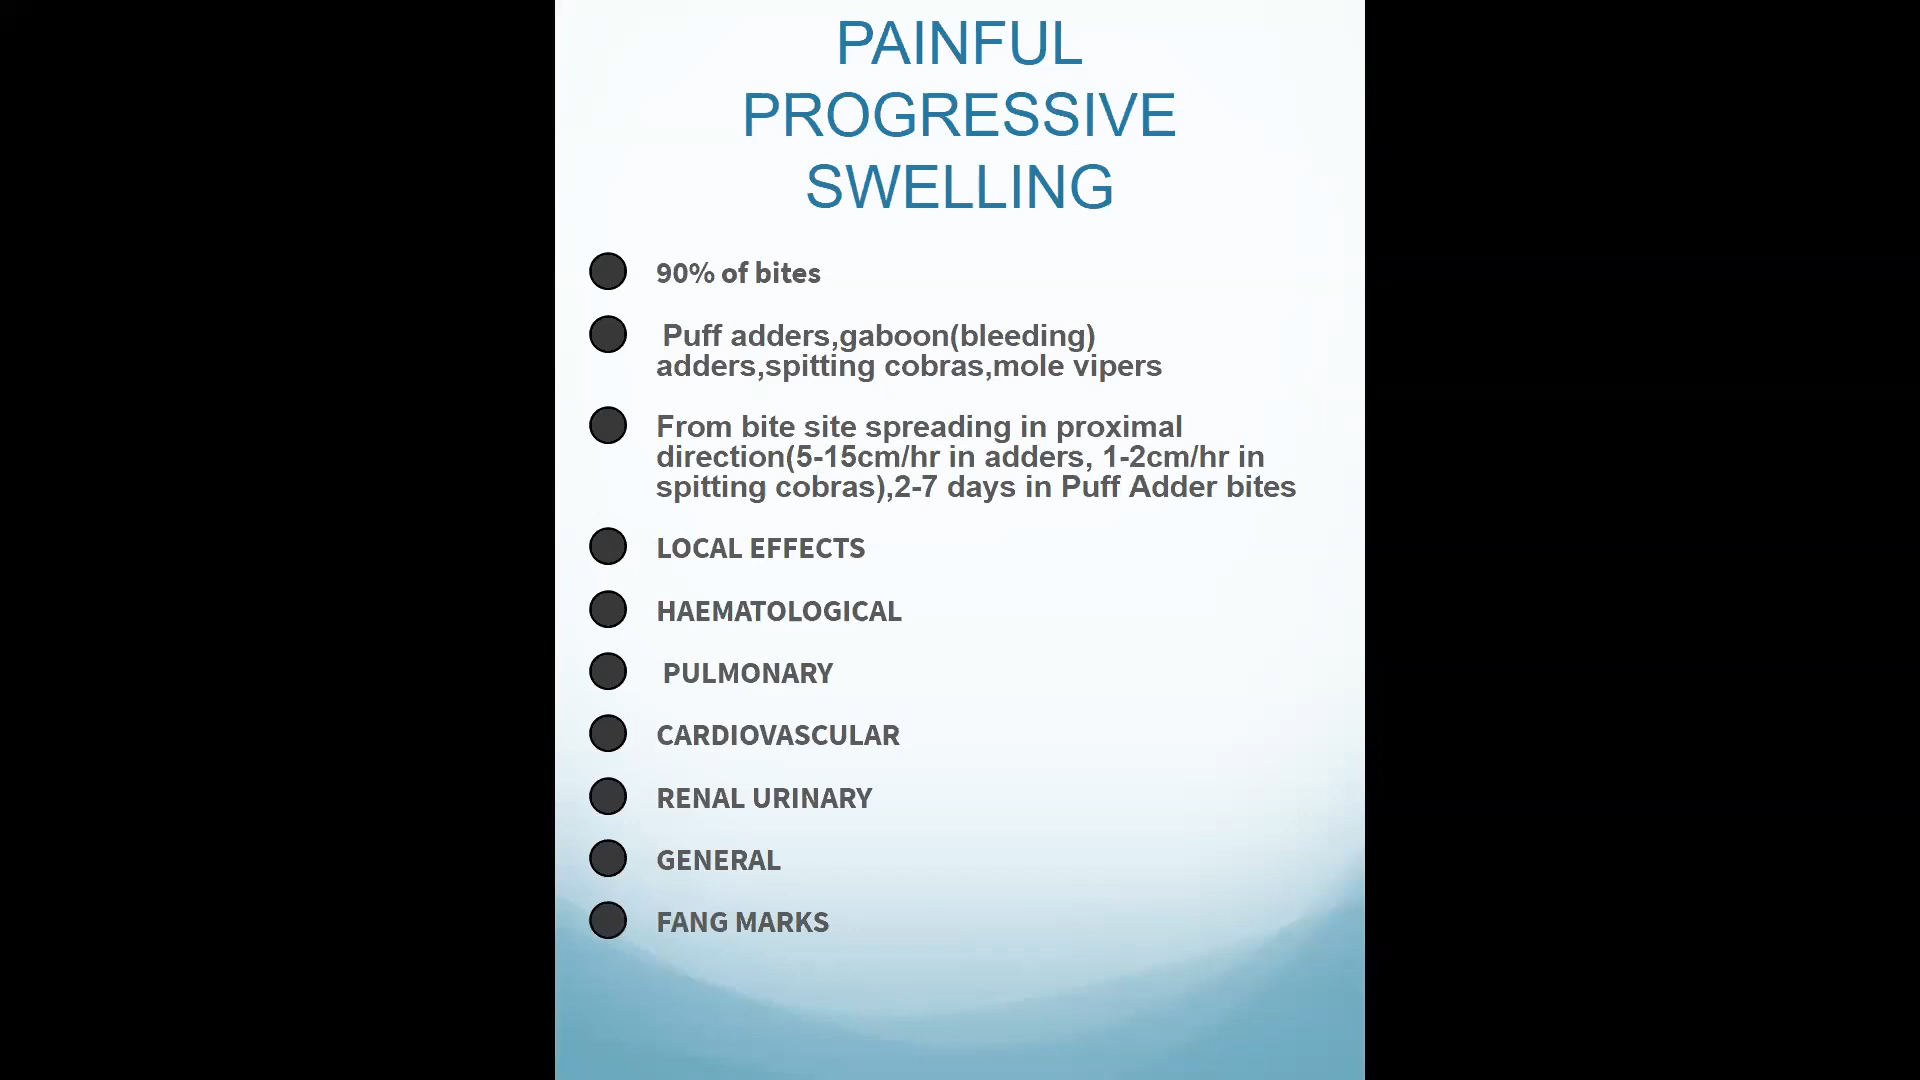 PAINFUL
PROGRESSIVE
SWELLING
90% of bites
Puff adders,gaboon(bleeding)
adders,spitting cobras,mole vipers
From bite site spreading in proximal
direction(5-15cm/hr in adders, 1-2cm/hr in
spitting cobras),2-7 days in Puff Adder bites
LOCAL EFFECTS
HAEMATOLOGICAL
PULMONARY
CARDIOVASCULAR
RENAL URINARY
GENERAL
FANG MARKS